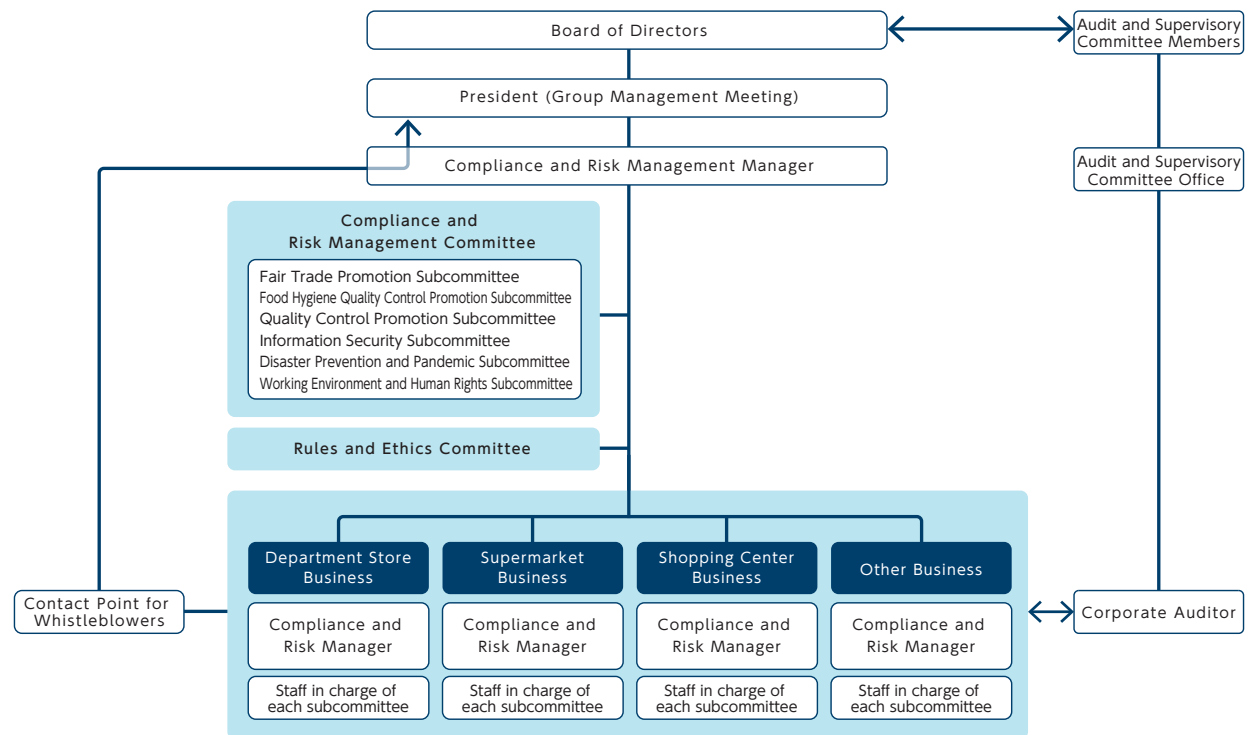 Board of Directors
Audit and Supervisory
Committee Members
President (Group Management Meeting)
Compliance and Risk Management Manager
Audit and Supervisory
Committee Office
Compliance and
Risk Management Committee
Fair Trade Promotion Subcommittee
Food Hygiene Quality Control Promotion Subcommittee
Quality Control Promotion Subcommittee
Information Security Subcommittee
Disaster Prevention and Pandemic Subcommittee
Working Environment and Human Rights Subcommittee
Rules and Ethics Committee
Department Store
Business
Supermarket
Business
Shopping Center
Business
Other Business
Contact Point for
Whistleblowers
Compliance and
Risk Manager
Compliance and
Risk Manager
Compliance and
Risk Manager
Compliance and
Risk Manager
Corporate Auditor
Staff in charge of
each subcommittee
Staff in charge of
each subcommittee
Staff in charge of
each subcommittee
Staff in charge of
each subcommittee